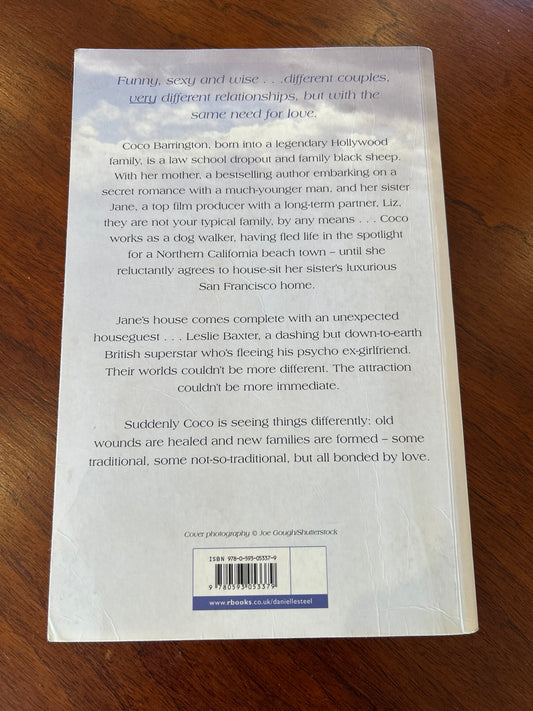 Funny, sexy and wise . . .different couples,
very different relationships, but with the
same need for love.
Coco Barrington, born into a legendary Hollywood
family, is a law school dropout and family black sheep.
With her mother, a bestselling author embarking on a
secret romance with a much-younger man, and her sister
Jane, a top film producer with a long-term partner, Liz,
they are not your typical family, by any means . . . Coco
works as a dog walker, having fled life in the spotlight
for a Northern California beach town – until she
reluctantly agrees to house-sit her sister's luxurious
San Francisco home.
Jane's house comes complete with an unexpected
houseguest . . . Leslie Baxter, a dashing but down-to-earth
British superstar who's fleeing his psycho ex-girlfriend.
Their worlds couldn't be more different. The attraction
couldn't be more immediate.
Suddenly Coco is seeing things differently: old
wounds are healed and new families are formed – some
traditional, some not-so-traditional, but all bonded by love.
Cover photography © Joe Gough/Shutterstock
ISBN 978-0-593-05337-9
9 780593 053379
www.rbooks.co.uk/daniellesteel